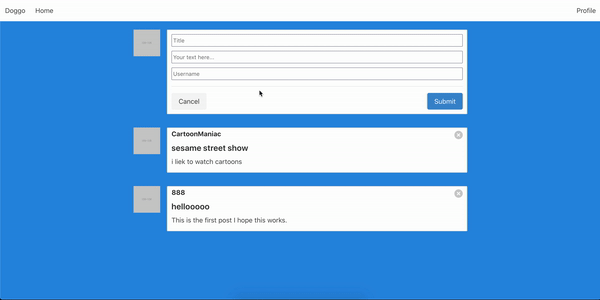 Doggo Home Profile
Title
Your text here...
Username
Cancel Submit
CartoonManiac
sesame street show
i liek to watch cartoons
888
hellooooo
This is the first post I hope this works.